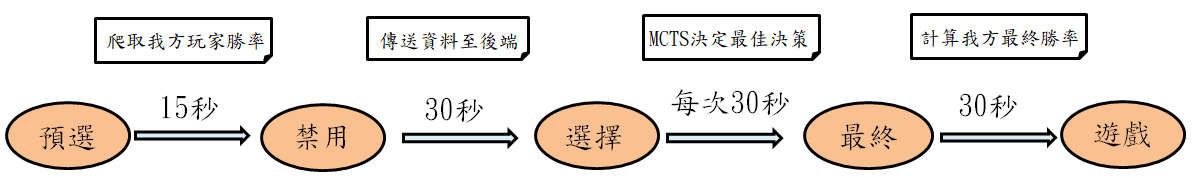 爬取我方玩家勝率
傳送資料至後端
MCTS決定最佳決策
計算我方最終勝率
15秒
30秒
每次30秒
30秒
預選
禁用
選擇
最終
遊戲